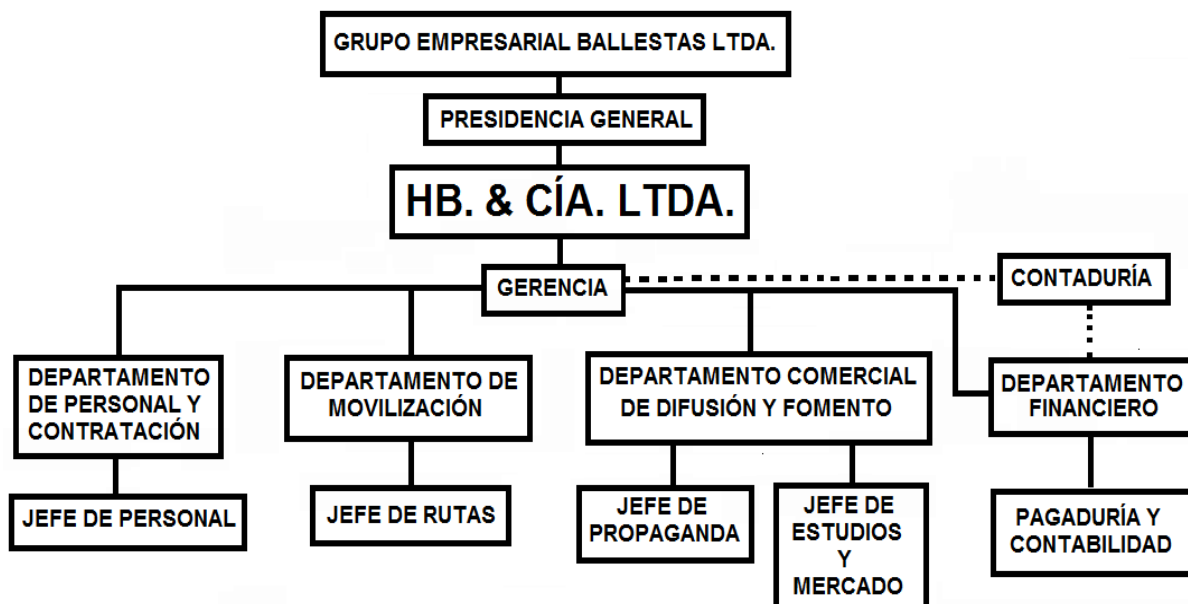 GRUPO EMPRESARIAL BALLESTAS LTDA.
PRESIDENCIA GENERAL
HB. & CÍA. LTDA.
GERENCIA
CONTADURÍA
DEPARTAMENTO
DE PERSONAL Y
CONTRATACIÓN
DEPARTAMENTO DE
MOVILIZACIÓN
DEPARTAMENTO COMERCIAL
DE DIFUSIÓN Y FOMENTO
DEPARTAMENTO
FINANCIERO
JEFE DE PERSONAL
JEFE DE RUTAS
JEFE DE
PROPAGANDA
JEFE DE
ESTUDIOS
Y
MERCADO
PAGADURÍA Y
CONTABILIDAD